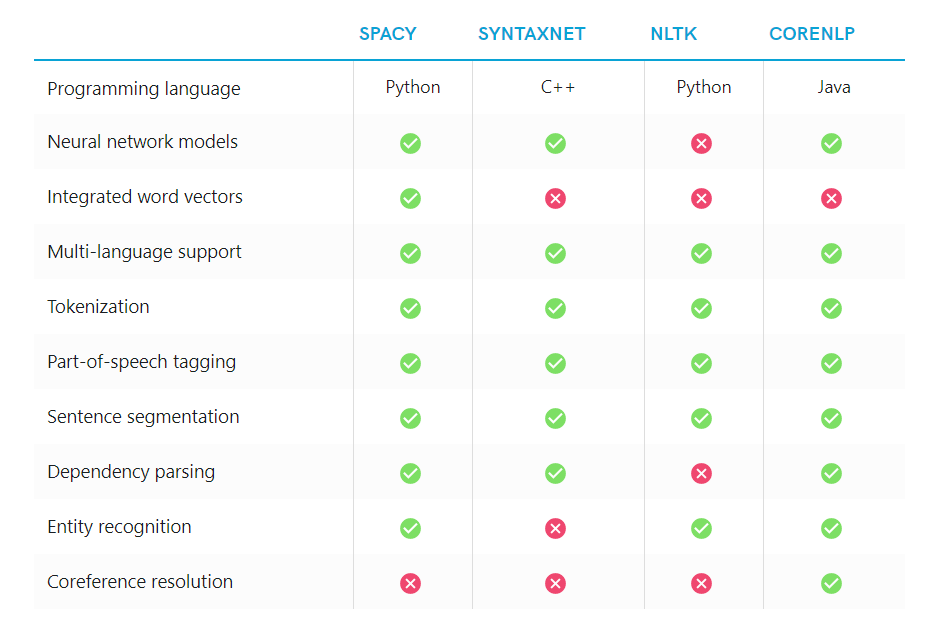 SPACY SYNTAXNET NLTK CORENLP
Programming language Python C++ Python Java
Neural network models
Integrated word vectors
Multi-language support
Tokenization
Part-of-speech tagging
Sentence segmentation
Dependency parsing
Entity recognition
Coreference resolution